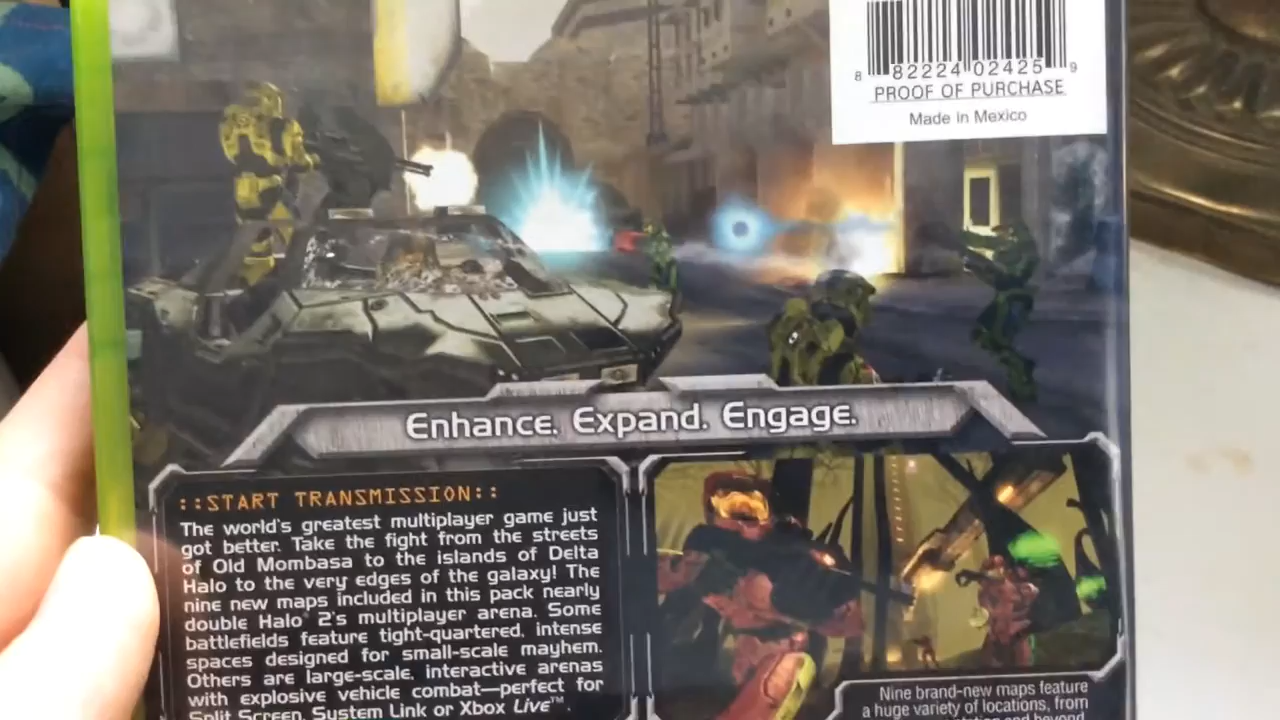 8 82224 02425 9
PROOF OF PURCHASE
Made in Mexico
Enhance. Expand. Engage.
::START TRANSMISSION::
The world's greatest multiplayer game just
got better. Take the fight from the streets
of Old Mombasa to the islands of Delta
Halo to the very edges of the galaxy! The
nine new maps included in this pack nearly
double Halo® 2's multiplayer arena. Some
battlefields feature tight-quartered, intense
spaces designed for small-scale mayhem.
Others are large-scale, interactive arenas
with explosive vehicle combat—perfect for
Split Screen, System Link or Xbox Live™.
Nine brand-new maps feature
a huge variety of locations, from
and beyond